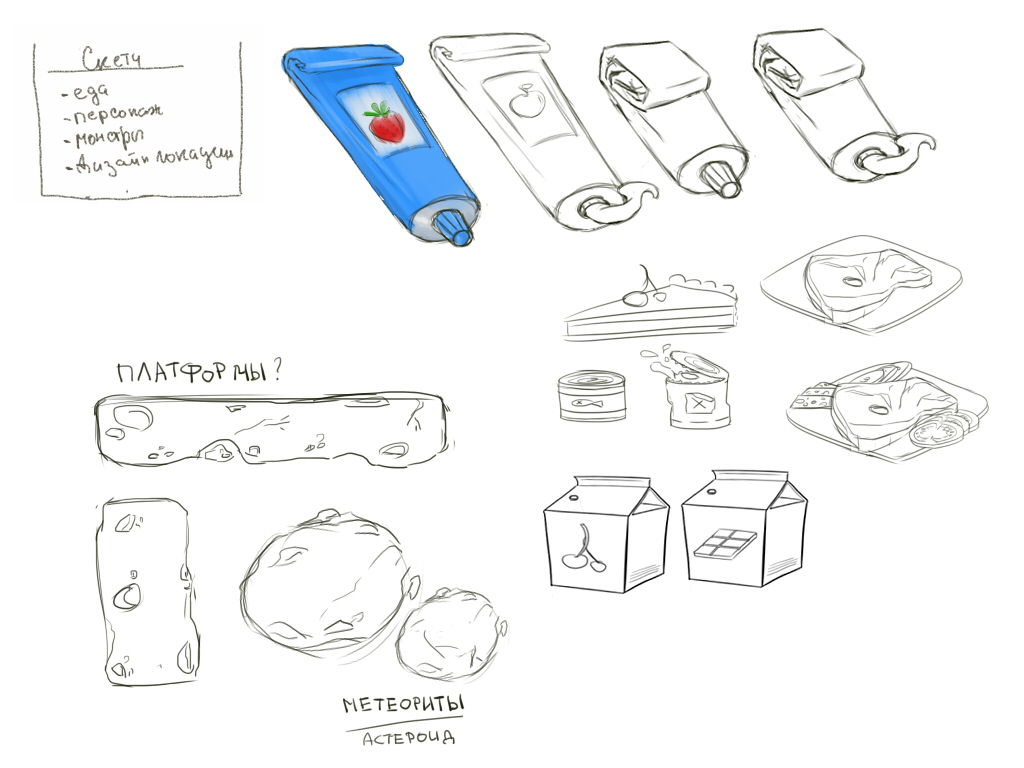 Скетч
- еда
- персонаж
- монстры
- дизайн локации
ПЛАТФОРМЫ?
МЕТЕОРИТЫ
АСТЕРОИД